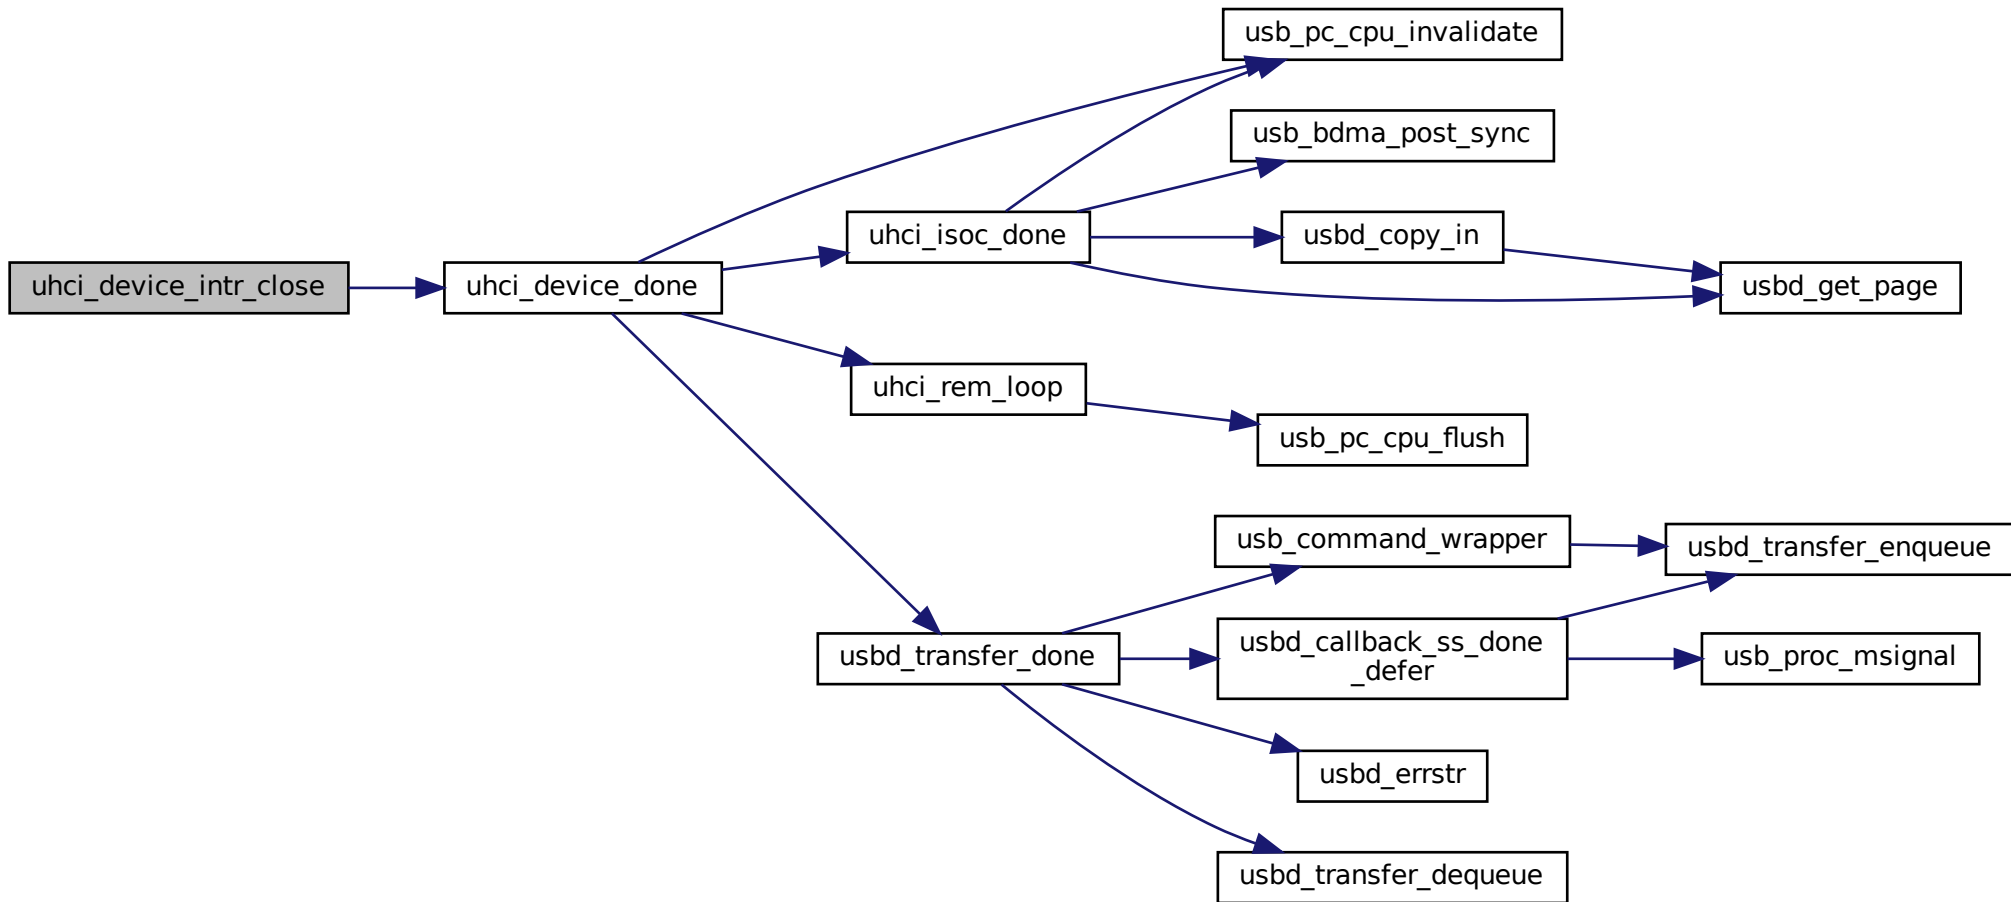 usb_pc_cpu_invalidate
usb_bdma_post_sync
uhci_isoc_done
usbd_copy_in
uhci_device_intr_close
uhci_device_done
usbd_get_page
uhci_rem_loop
usb_pc_cpu_flush
usb_command_wrapper
usbd_transfer_enqueue
usbd_transfer_done
usbd_callback_ss_done
_defer
usb_proc_msignal
usbd_errstr
usbd_transfer_dequeue